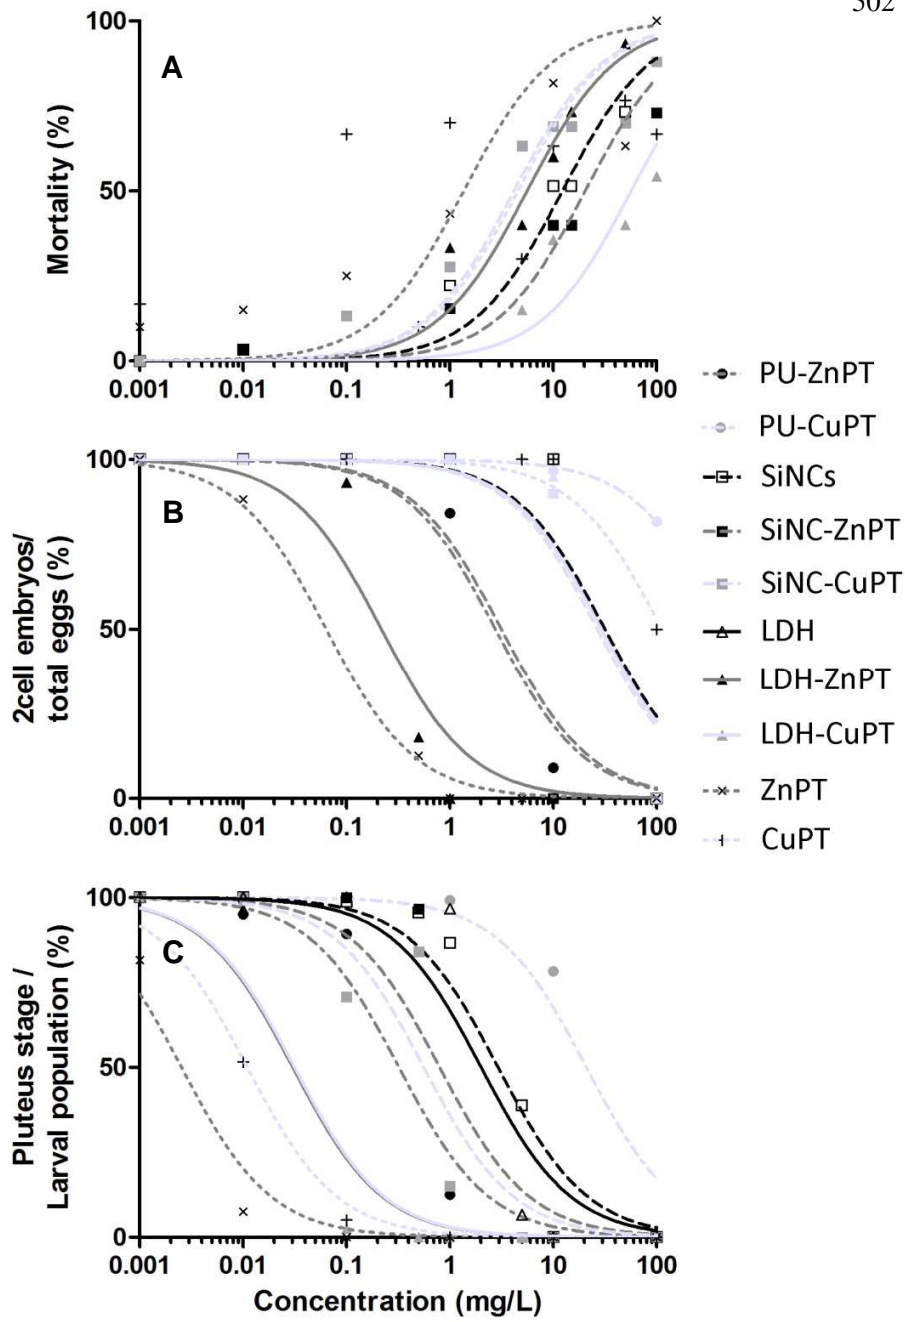 302
100
A
Mortality (%)
50
0
0.001 0.01 0.1 1 10 100
100
B
2cell embryos/
total eggs (%)
50
0
0.001 0.01 0.1 1 10 100
100
C
Pluteus stage /
Larval population (%)
50
0
0.001 0.01 0.1 1 10 100
Concentration (mg/L)
PU-ZnPT
PU-CuPT
SiNCs
SiNC-ZnPT
SiNC-CuPT
LDH
LDH-ZnPT
LDH-CuPT
ZnPT
CuPT